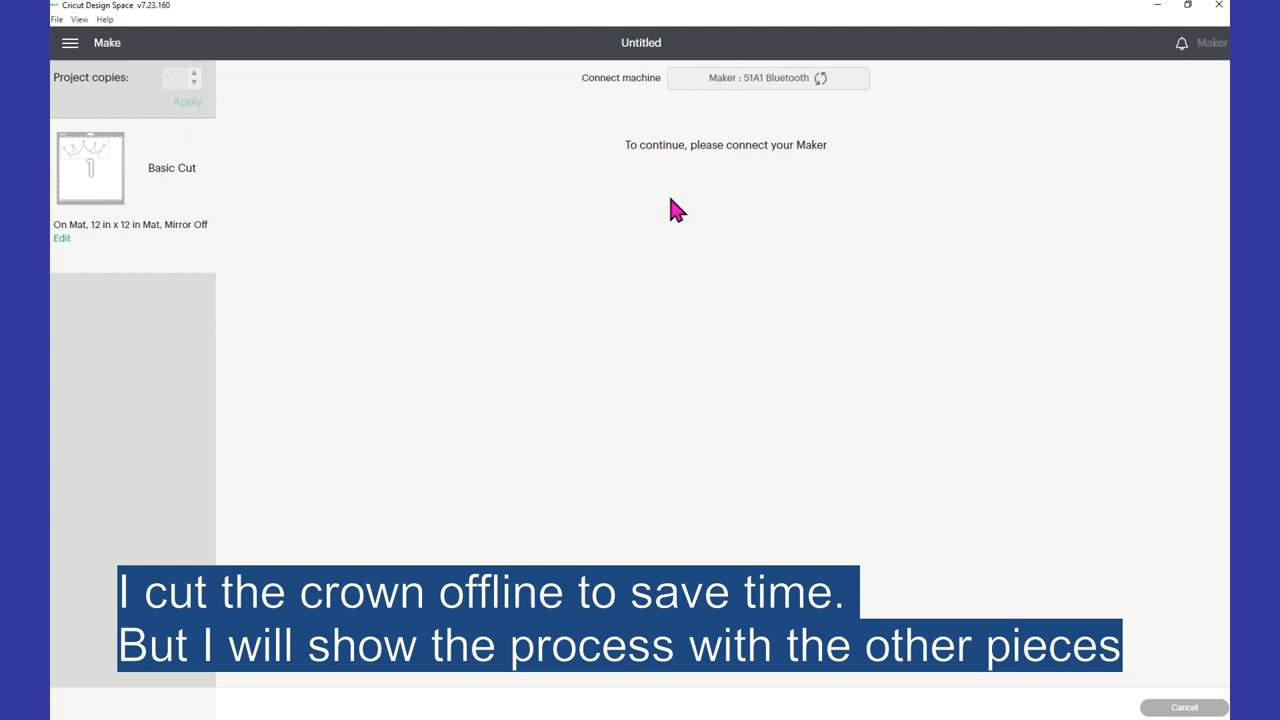 Cricut Design Space v7.23.160
File View Help
Make
Untitled
Maker
Project copies:
Apply
Connect machine
Maker : 51A1 Bluetooth
To continue, please connect your Maker
1
Basic Cut
On Mat, 12 in x 12 in Mat, Mirror Off
Edit
I cut the crown offline to save time.
But I will show the process with the other pieces
Cancel